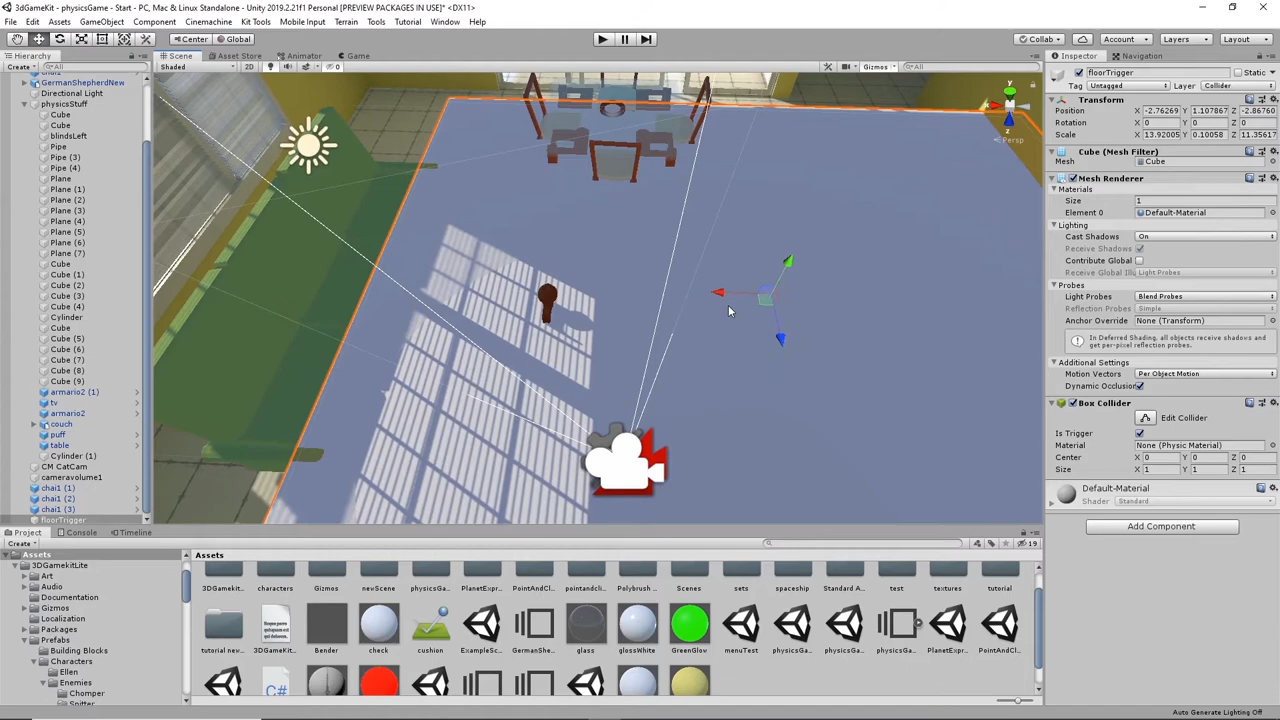 3dGameKit - physicsGame - Start - PC, Mac & Linux Standalone - Unity 2019.2.21f1 Personal [PREVIEW PACKAGES IN USE]* <DX11>
File Edit Assets GameObject Component Cinemachine Kit Tools Mobile Input Terrain Tools Tutorial Window Help
Center Global Collab Account Layers Layout
Hierarchy Scene Asset Store Animator Game Inspector Navigation
Create All Shaded 2D 0 Gizmos All
floorTrigger Static
GermanShepherdNew
Tag Untagged Layer Collider
Directional Light
Transform
physicsStuff
Position X -2.76269 Y 1.107867 Z -2.86760
Cube
Rotation X 0 Y 0 Z 0
Cube
Scale X 13.92005 Y 0.10058 Z 11.35617
blindsLeft
y
x
z
Persp
Pipe
Cube (Mesh Filter)
Pipe (3)
Mesh Cube
Pipe (4)
Mesh Renderer
Plane
Materials
Plane (1)
Size 1
Plane (2)
Element 0 Default-Material
Plane (3)
Lighting
Plane (4)
Cast Shadows On
Plane (5)
Receive Shadows
Plane (6)
Contribute Global
Plane (7)
Receive Global Illu Light Probes
Cube
Probes
Cube (1)
Light Probes Blend Probes
Cube (2)
Reflection Probes Simple
Cube (3)
Anchor Override None (Transform)
Cube (4)
In Deferred Shading, all objects receive shadows and get per-pixel reflection probes.
Cylinder
Cube (5)
Additional Settings
Cube (6)
Motion Vectors Per Object Motion
Cube (7)
Dynamic Occlusion
Cube (8)
Cube (9)
Box Collider
armario2 (1)
Edit Collider
tv
Is Trigger
armario2
Material None (Physic Material)
couch
Center X 0 Y 0 Z 0
puff
Size X 1 Y 1 Z 1
table
Cylinder (1)
Default-Material
CM CatCam
Shader Standard
cameravolume1
chai1 (1)
Add Component
chai1 (2)
chai1 (3)
floorTrigger
Project Console Timeline
Create 19
Assets Assets
3DGamekitLite
Art
Audio
Documentation
Gizmos
Localization
Packages
Prefabs
Building Blocks
Characters
Ellen
Enemies
Chomper
Spitter
3DGamekit... characters Gizmos newScene physicsGa... PlanetExpr... PointAndCl... pointandcli... Polybrush ... Scenes sets spaceship Standard A... test textures tutorial
tutorial new... 3DGameKit... Bender check cushion ExampleSc... GermanShe... glass glossWhite GreenGlow menuTest physicsGa... physicsGa... physicsGa... PlanetExpr... PointAndCl...
C#
Auto Generate Lighting Off